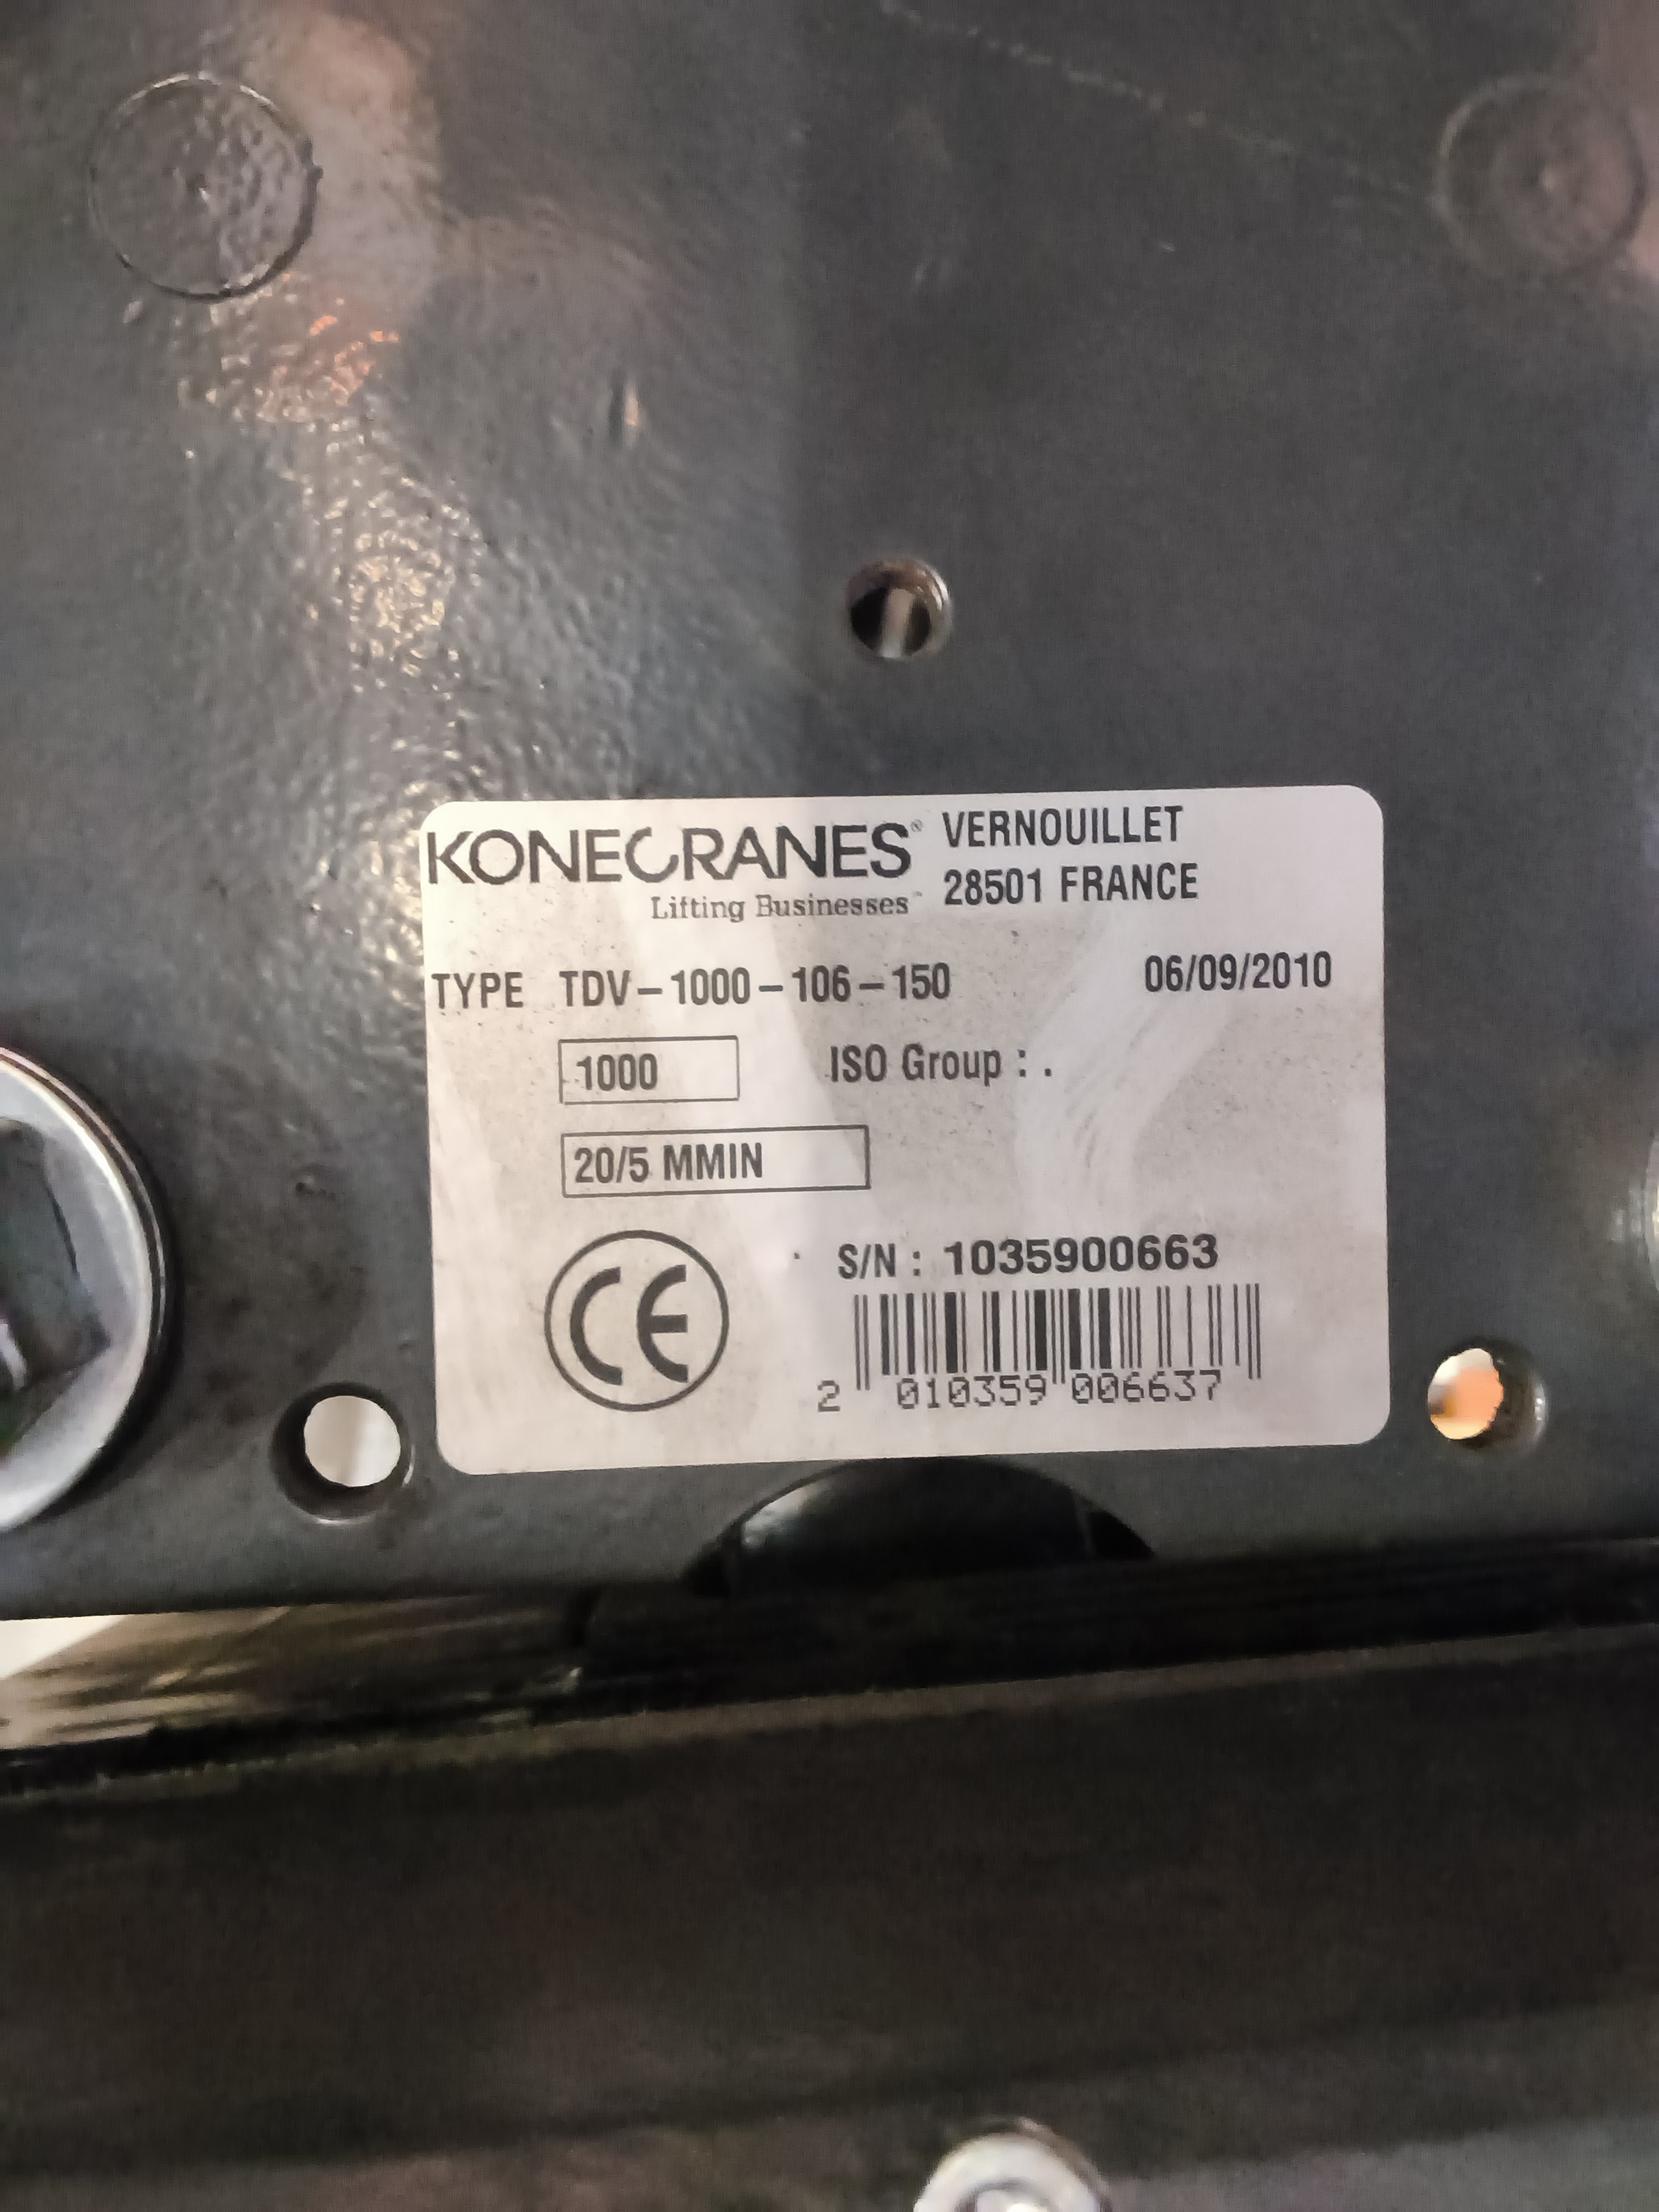 KONECRANES® VERNOUILLET
Lifting Businesses™ 28501 FRANCE
TYPE TDV-1000-106-150 06/09/2010
1000 ISO Group : .
20/5 MMIN
CE S/N : 1035900663
2 010359 006637